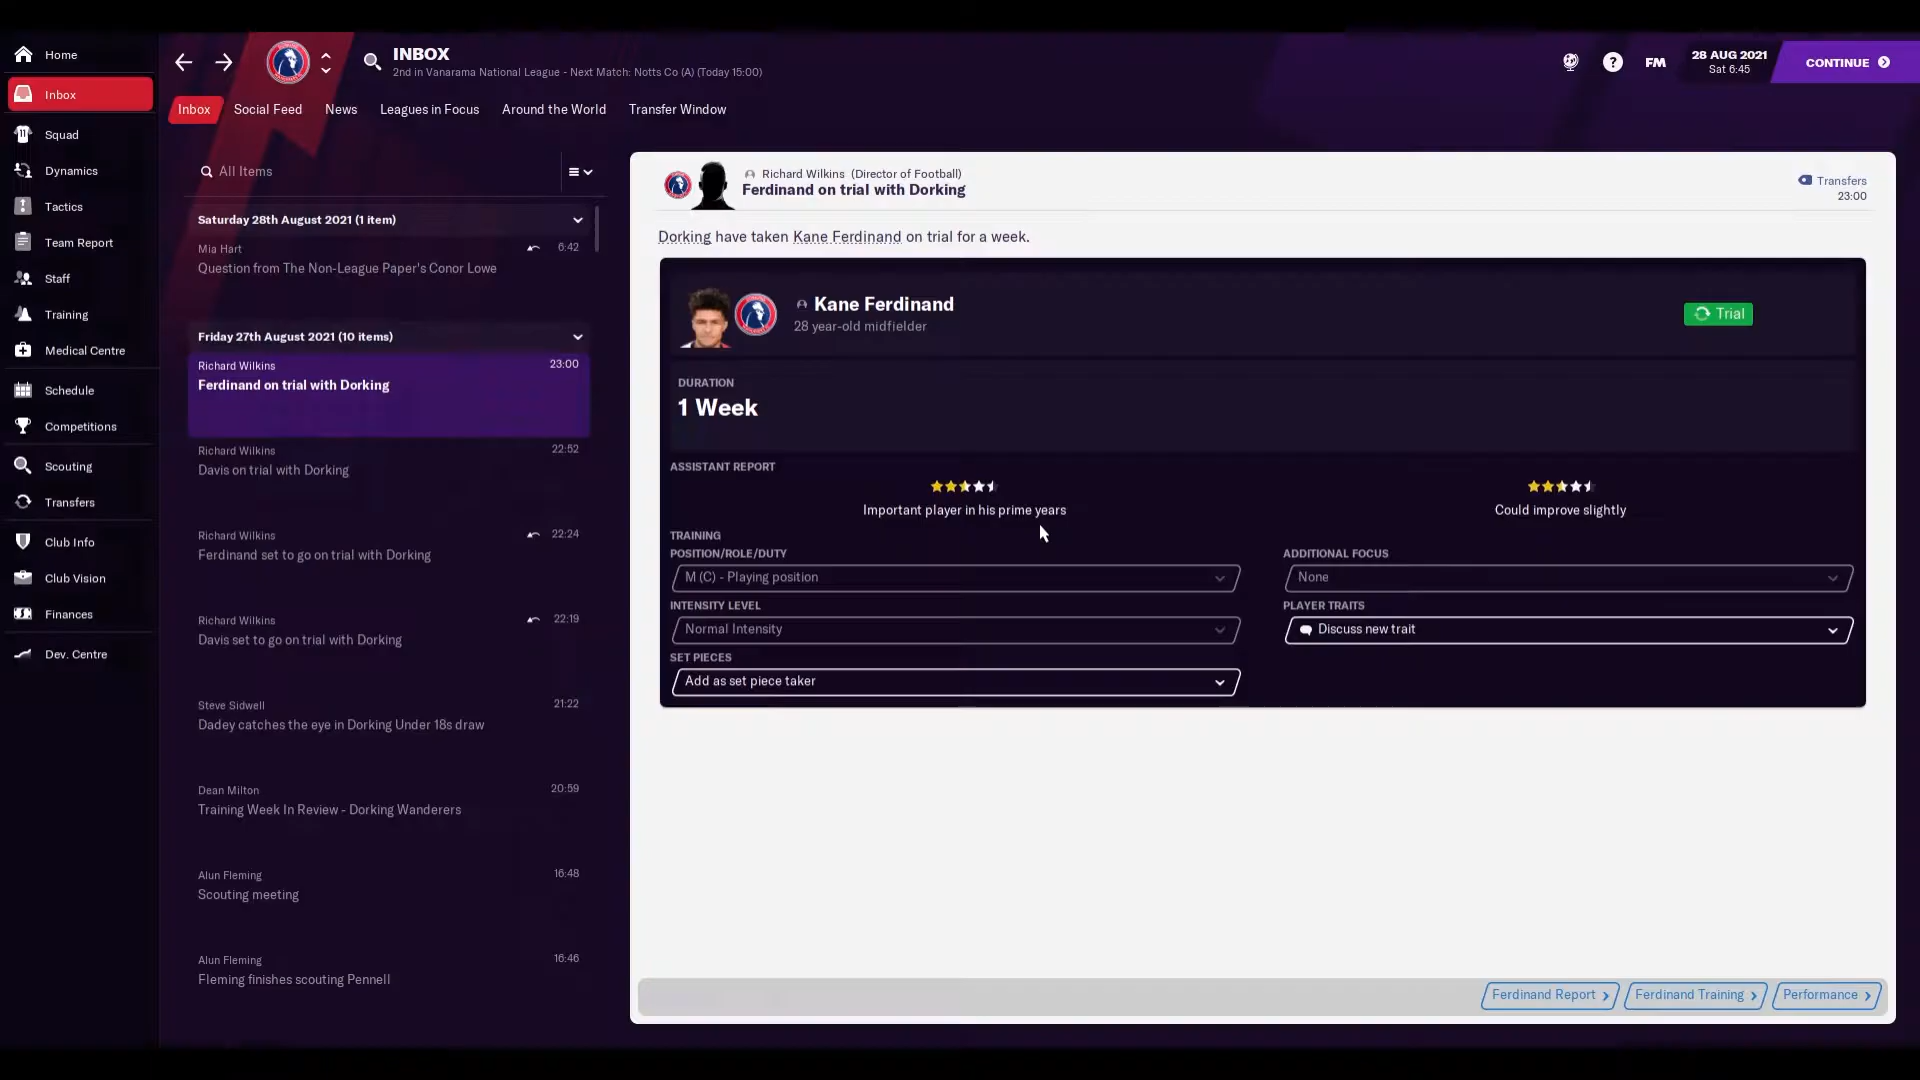 Home
Inbox
Squad
Dynamics
Tactics
Team Report
Staff
Training
Medical Centre
Schedule
Competitions
Scouting
Transfers
Club Info
Club Vision
Finances
Dev. Centre
INBOX
2nd in Vanarama National League - Next Match: Notts Co (A) (Today 15:00)
FM
28 AUG 2021
Sat 6:45
CONTINUE
Inbox Social Feed News Leagues in Focus Around the World Transfer Window
All Items
Saturday 28th August 2021 (1 item)
Mia Hart 6:42
Question from The Non-League Paper's Conor Lowe
Friday 27th August 2021 (10 items)
Richard Wilkins 23:00
Ferdinand on trial with Dorking
Richard Wilkins 22:52
Davis on trial with Dorking
Richard Wilkins 22:24
Ferdinand set to go on trial with Dorking
Richard Wilkins 22:19
Davis set to go on trial with Dorking
Steve Sidwell 21:22
Dadey catches the eye in Dorking Under 18s draw
Dean Milton 20:59
Training Week In Review - Dorking Wanderers
Alun Fleming 16:48
Scouting meeting
Alun Fleming 16:46
Fleming finishes scouting Pennell
Richard Wilkins (Director of Football)
Ferdinand on trial with Dorking
Transfers
23:00
Dorking have taken Kane Ferdinand on trial for a week.
Kane Ferdinand
28 year-old midfielder
Trial
DURATION
1 Week
ASSISTANT REPORT
Important player in his prime years
Could improve slightly
TRAINING
POSITION/ROLE/DUTY
M (C) - Playing position
ADDITIONAL FOCUS
None
INTENSITY LEVEL
Normal Intensity
PLAYER TRAITS
Discuss new trait
SET PIECES
Add as set piece taker
Ferdinand Report
Ferdinand Training
Performance